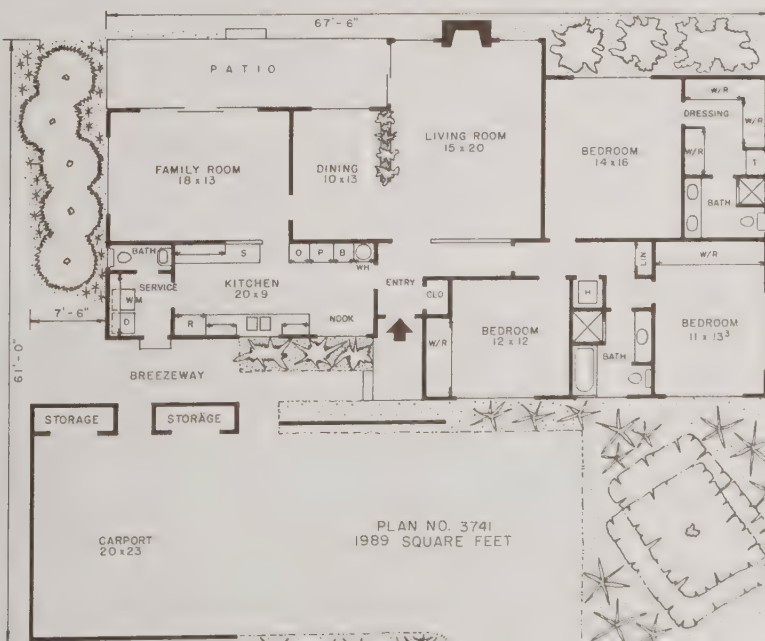 67'-6"
PATIO
W/R
DRESSING
W/R
W/R
T
LIVING ROOM
15 x 20
BEDROOM
14 x 16
FAMILY ROOM
18 x 13
DINING
10 x 13
BATH
BATH
S
O P B
WH
LIN
W/R
SERVICE
KITCHEN
20 x 9
ENTRY
CLO
H
WM
D
R
NOOK
W/R
BEDROOM
12 x 12
BATH
BEDROOM
11 x 13³
7'-6"
61'-0"
BREEZEWAY
STORAGE
STORAGE
CARPORT
20 x 23
PLAN NO. 3741
1989 SQUARE FEET